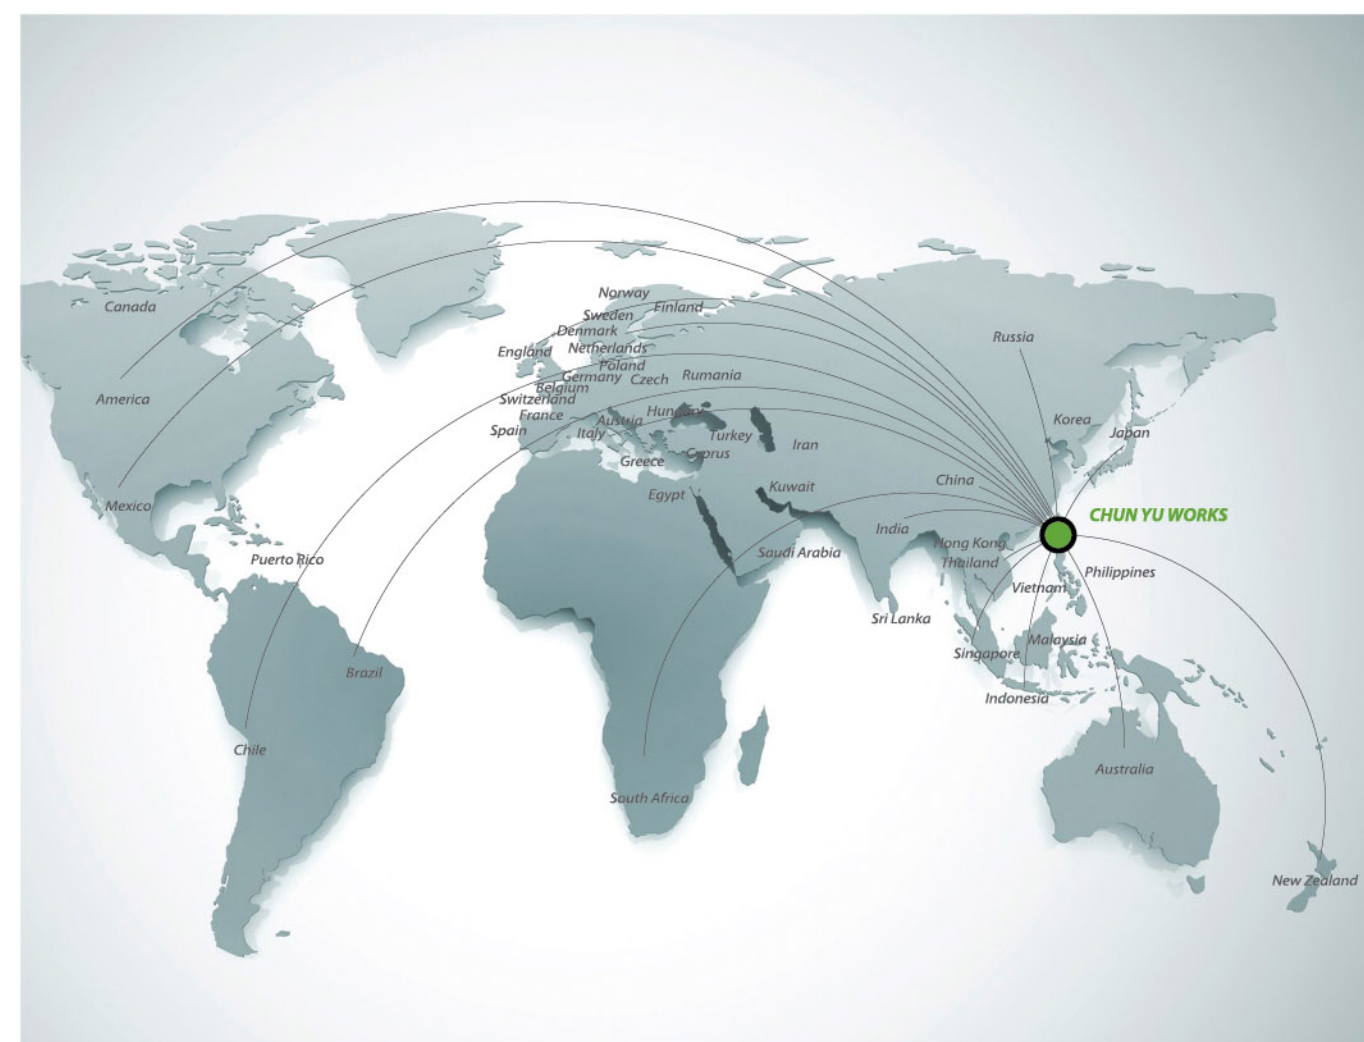 Norway
Canada
Finland
Sweden
Denmark
Russia
England
Netherlands
Poland
Germany
Czech
Rumania
Belgium
America
Switzerland
France
Hungary
Austria
Korea
Spain
Italy
Turkey
Japan
Iran
Cyprus
Greece
China
Kuwait
Egypt
Mexico
CHUN YU WORKS
India
Hong Kong
Saudi Arabia
Puerto Rico
Thailand
Philippines
Vietnam
Sri Lanka
Malaysia
Singapore
Brazil
Indonesia
Chile
Australia
South Africa
New Zealand